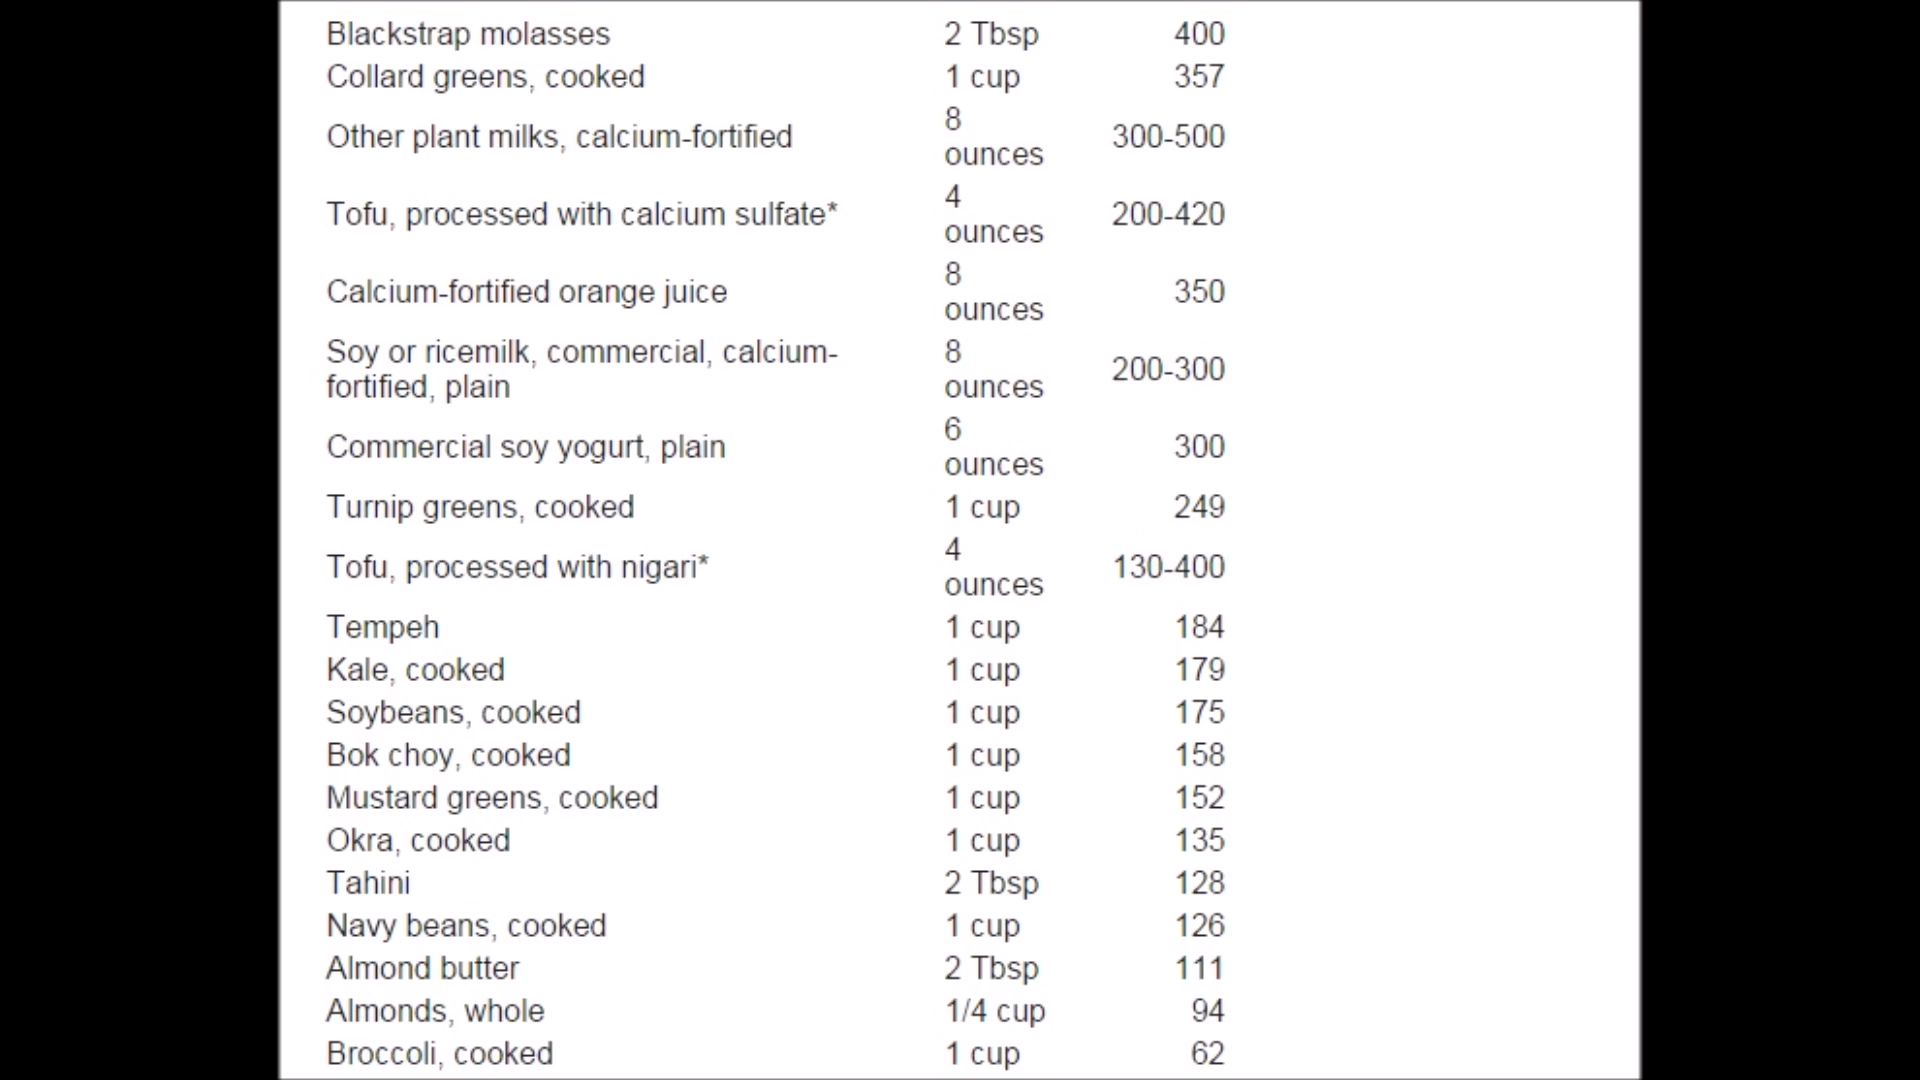 Blackstrap molasses 2 Tbsp 400
Collard greens, cooked 1 cup 357
Other plant milks, calcium-fortified 8 ounces 300-500
Tofu, processed with calcium sulfate* 4 ounces 200-420
Calcium-fortified orange juice 8 ounces 350
Soy or ricemilk, commercial, calcium-
fortified, plain 8 ounces 200-300
Commercial soy yogurt, plain 6 ounces 300
Turnip greens, cooked 1 cup 249
Tofu, processed with nigari* 4 ounces 130-400
Tempeh 1 cup 184
Kale, cooked 1 cup 179
Soybeans, cooked 1 cup 175
Bok choy, cooked 1 cup 158
Mustard greens, cooked 1 cup 152
Okra, cooked 1 cup 135
Tahini 2 Tbsp 128
Navy beans, cooked 1 cup 126
Almond butter 2 Tbsp 111
Almonds, whole 1/4 cup 94
Broccoli, cooked 1 cup 62